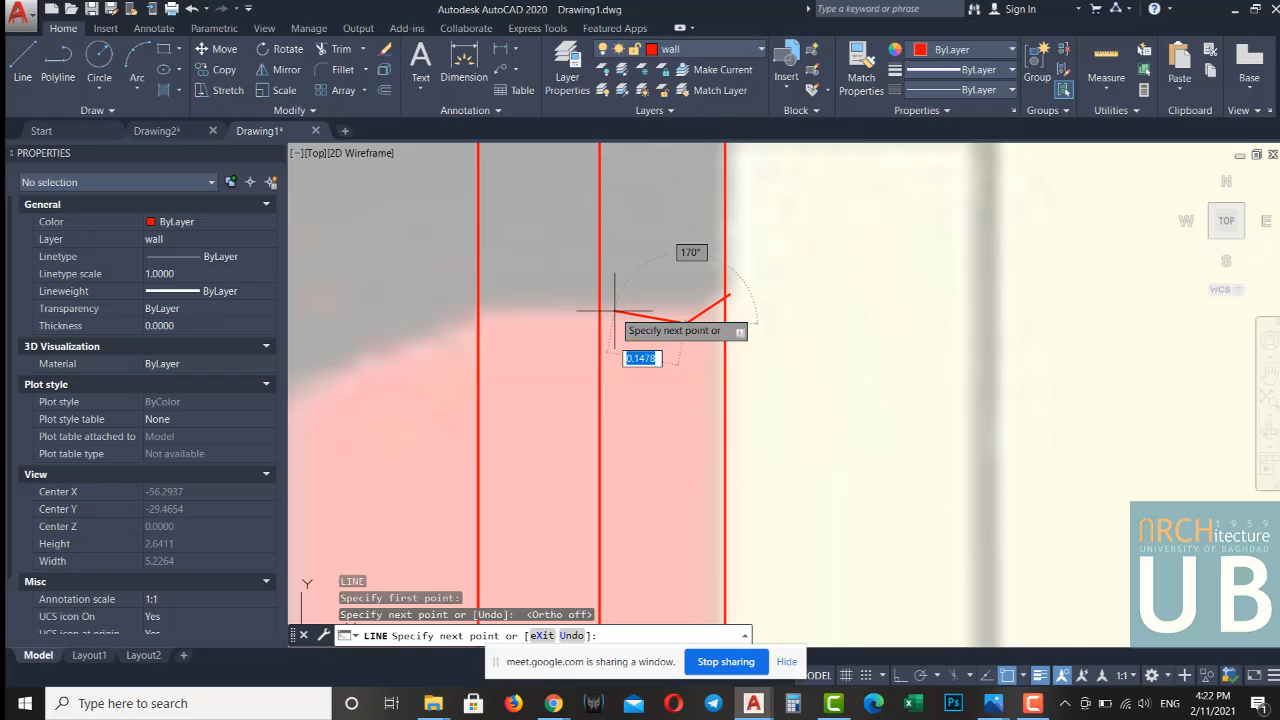 Autodesk AutoCAD 2020 Drawing1.dwg
Type a keyword or phrase
Sign In
Home Insert Annotate Parametric View Manage Output Add-ins Collaborate Express Tools Featured Apps
Line Polyline Circle Arc
Move Rotate Trim
Copy Mirror Fillet
Stretch Scale Array
Text Dimension Table
Layer Properties
wall
Make Current
Match Layer
Insert
Match Properties
ByLayer
ByLayer
ByLayer
Group Measure Paste Base
Draw Modify Annotation Layers Block Properties Groups Utilities Clipboard View
Start Drawing2* Drawing1*
PROPERTIES
[−][Top][2D Wireframe]
No selection
General
Color ByLayer
Layer wall
Linetype ByLayer
Linetype scale 1.0000
Lineweight ByLayer
Transparency ByLayer
Thickness 0.0000
3D Visualization
Material ByLayer
Plot style
Plot style ByColor
Plot style table None
Plot table attached to Model
Plot table type Not available
View
Center X -56.2937
Center Y -29.4654
Center Z 0.0000
Height 2.6411
Width 5.2264
Misc
Annotation scale 1:1
UCS icon On Yes
UCS icon at origin Yes
N
W TOP E
S
WCS
170°
Specify next point or
0.1478
Y
LINE
Specify first point:
Specify next point or [Undo]: <Ortho off>
LINE Specify next point or [eXit Undo]:
ARCHitecture
1959
UNIVERSITY OF BAGHDAD
UB
Model Layout1 Layout2
meet.google.com is sharing a window. Stop sharing Hide
MODEL
1:1
Type here to search
ENG
4:22 PM
2/11/2021